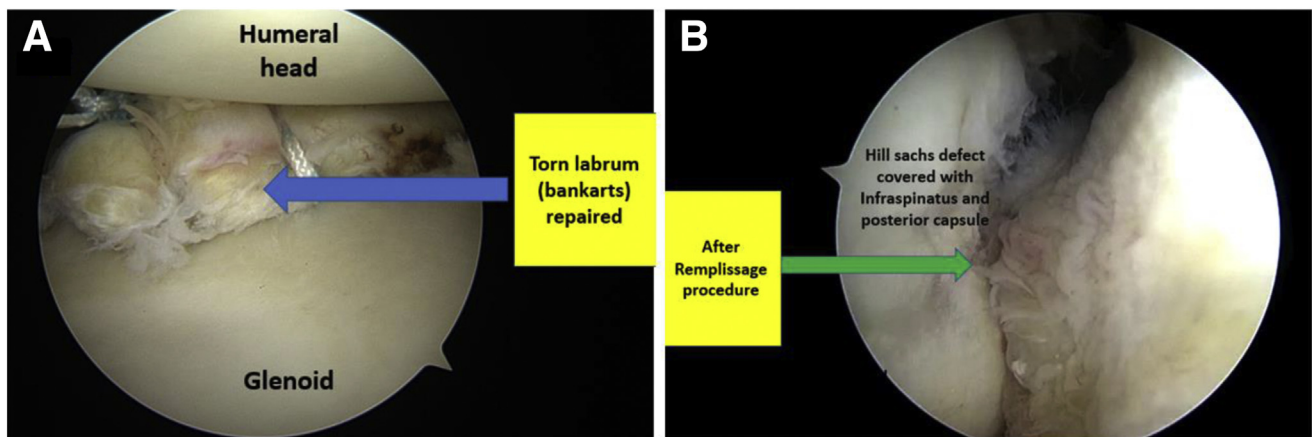 A
Humeral
head
Torn labrum
(bankarts)
repaired
Glenoid
B
Hill sachs defect
covered with
Infraspinatus and
posterior capsule
After
Remplissage
procedure